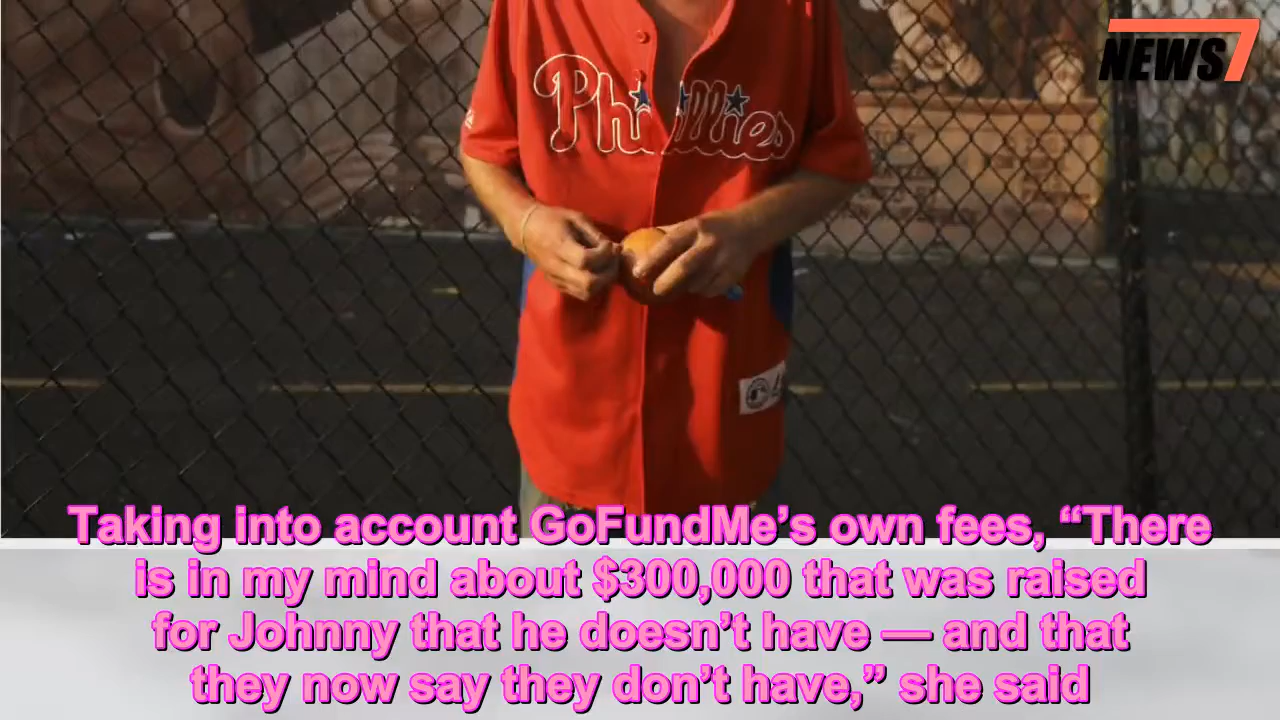 NEWS7
Phillies
Taking into account GoFundMe’s own fees, “There
is in my mind about $300,000 that was raised
for Johnny that he doesn’t have — and that
they now say they don’t have,” she said